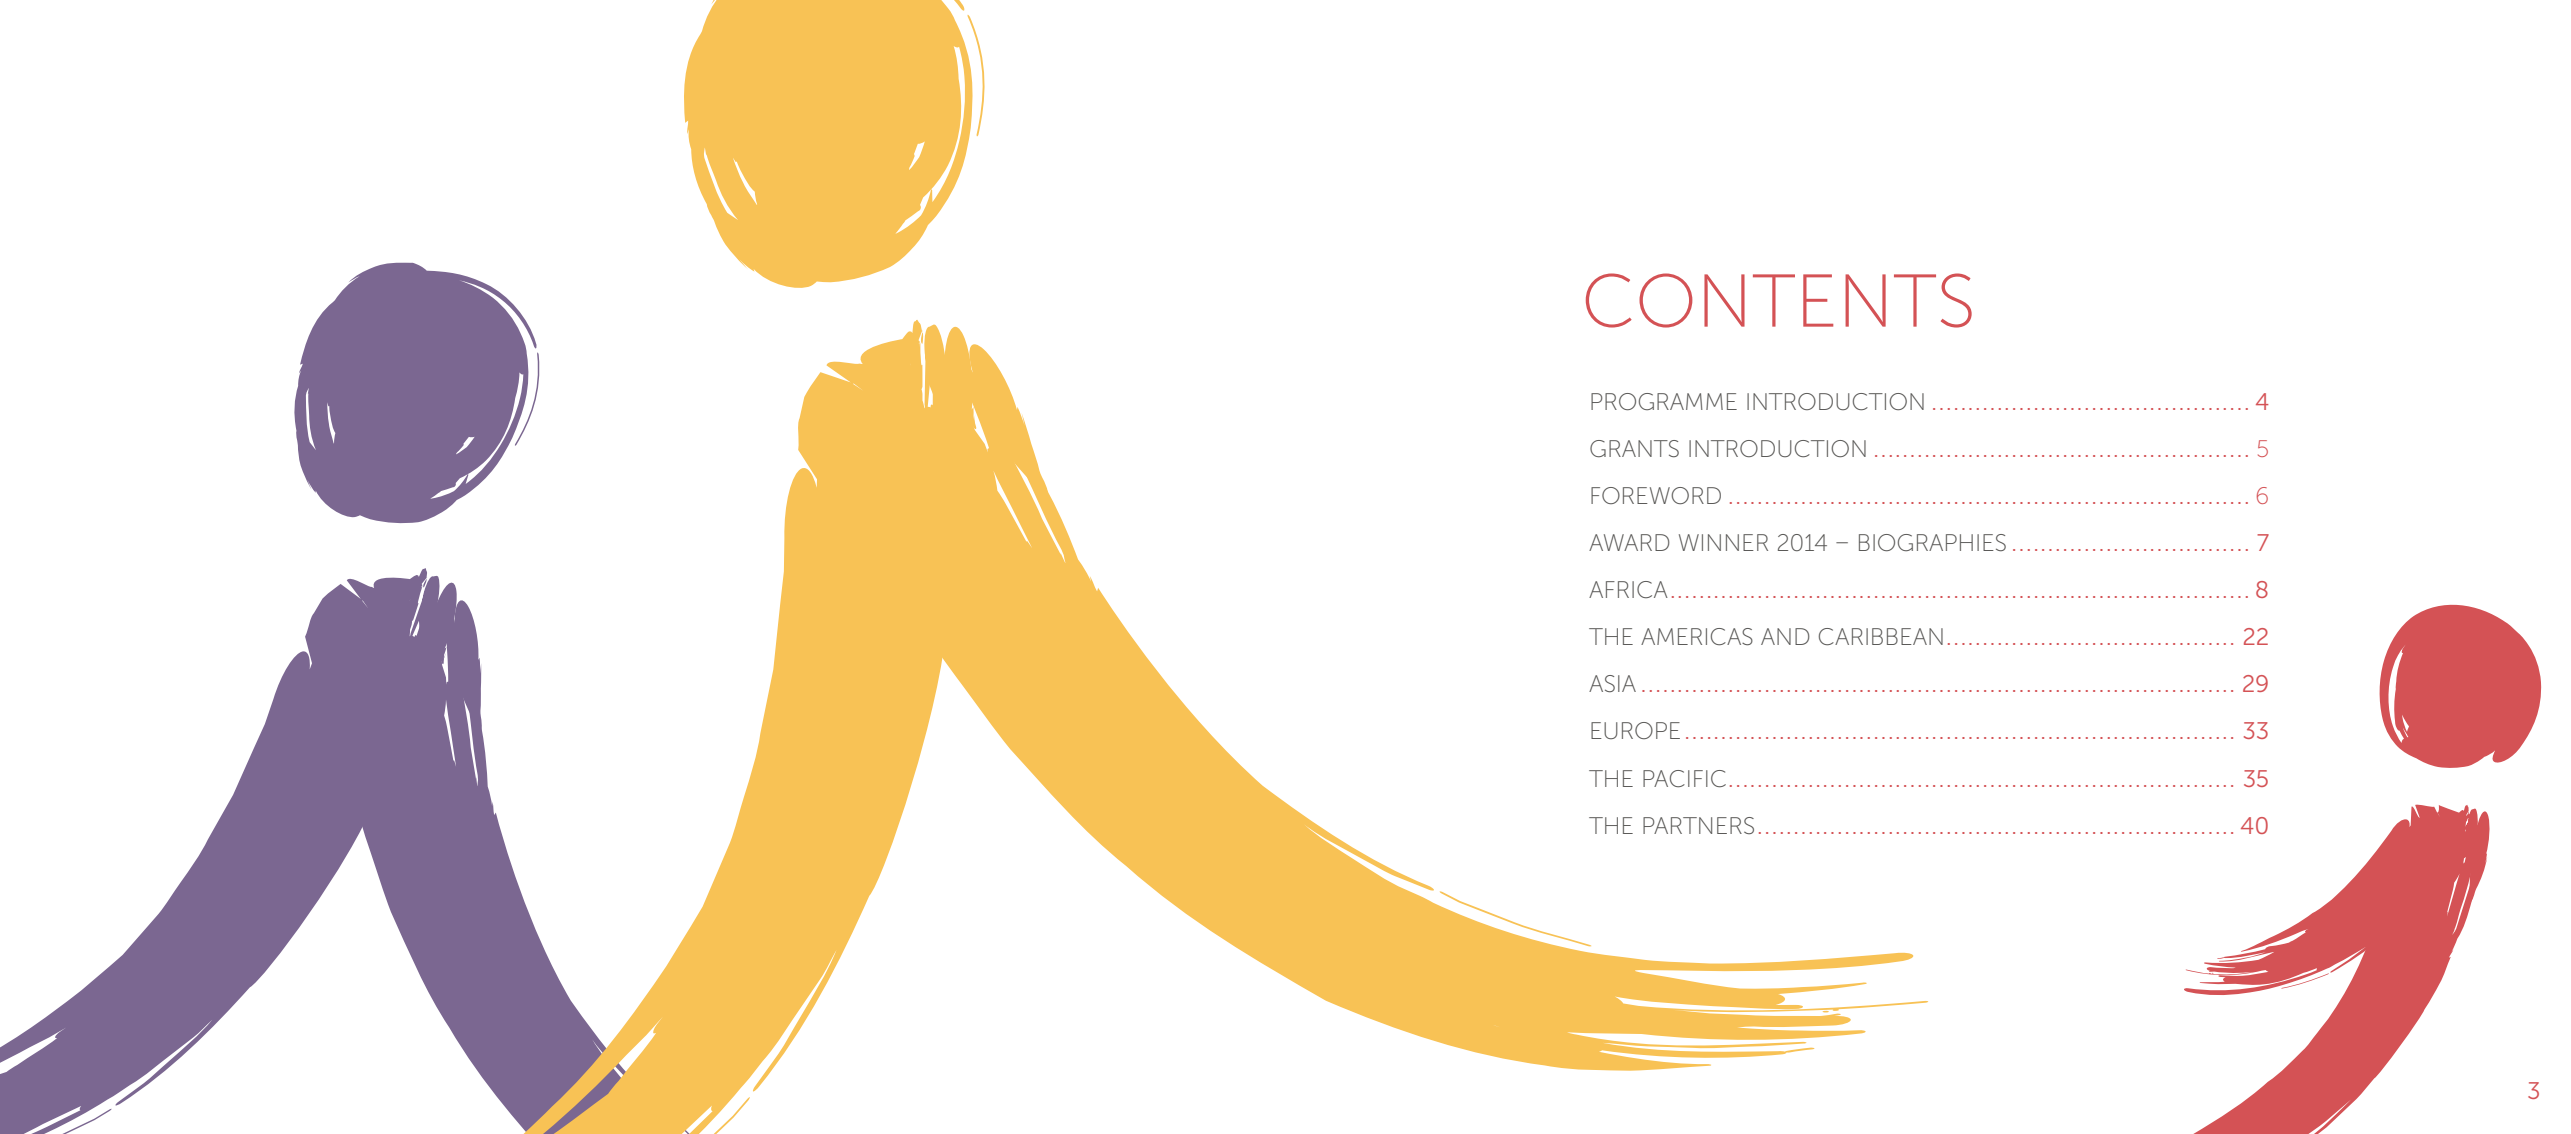 CONTENTS
PROGRAMME INTRODUCTION ............................................ 4
GRANTS INTRODUCTION .................................................... 5
FOREWORD ........................................................................ 6
AWARD WINNER 2014 – BIOGRAPHIES ................................. 7
AFRICA ................................................................................ 8
THE AMERICAS AND CARIBBEAN ........................................ 22
ASIA .................................................................................. 29
EUROPE ............................................................................ 33
THE PACIFIC ...................................................................... 35
THE PARTNERS .................................................................. 40
3